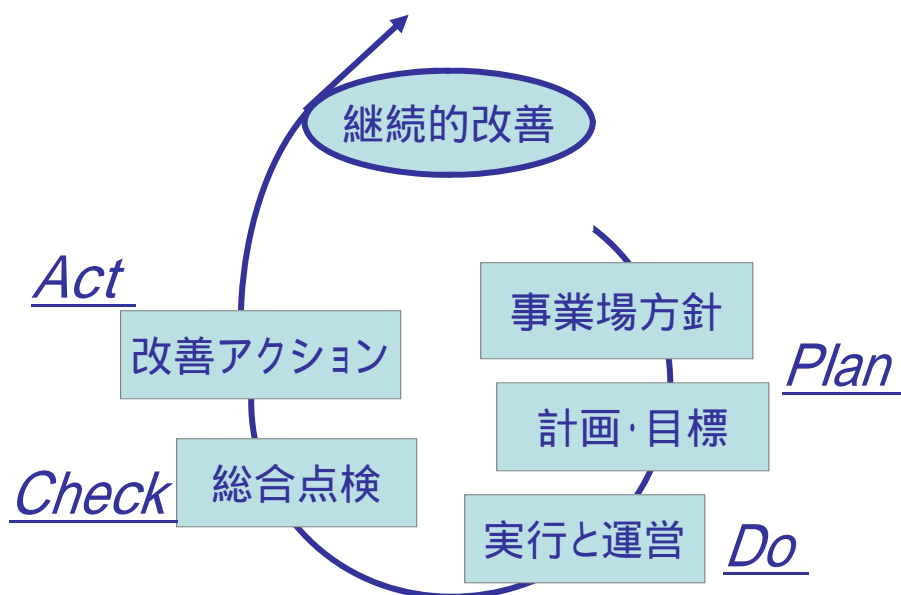 継続的改善
Act
事業場方針
改善アクション
Plan
計画・目標
総合点検
Check
実行と運営
Do